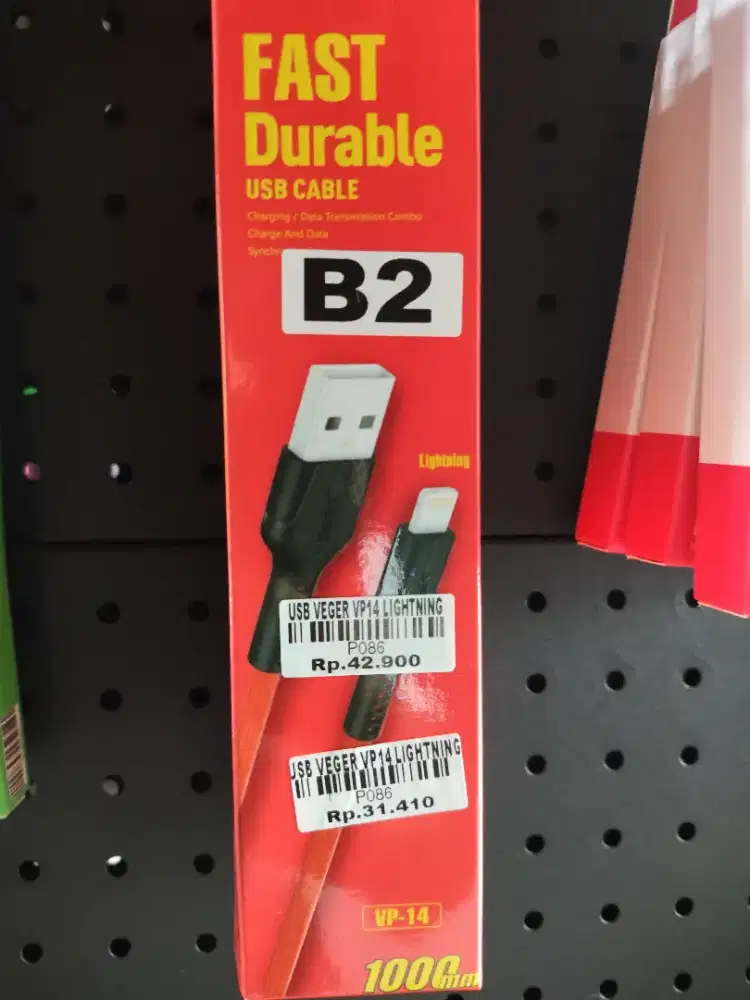 FAST
Durable
USB CABLE
Charging / Data Transmission Combo
Charge And Data
B2
Lightning
USB VEGER VP14 LIGHTNING
P086
Rp.42.900
USB VEGER VP14 LIGHTNING
P086
Rp.31.410
VP-14
1000mm